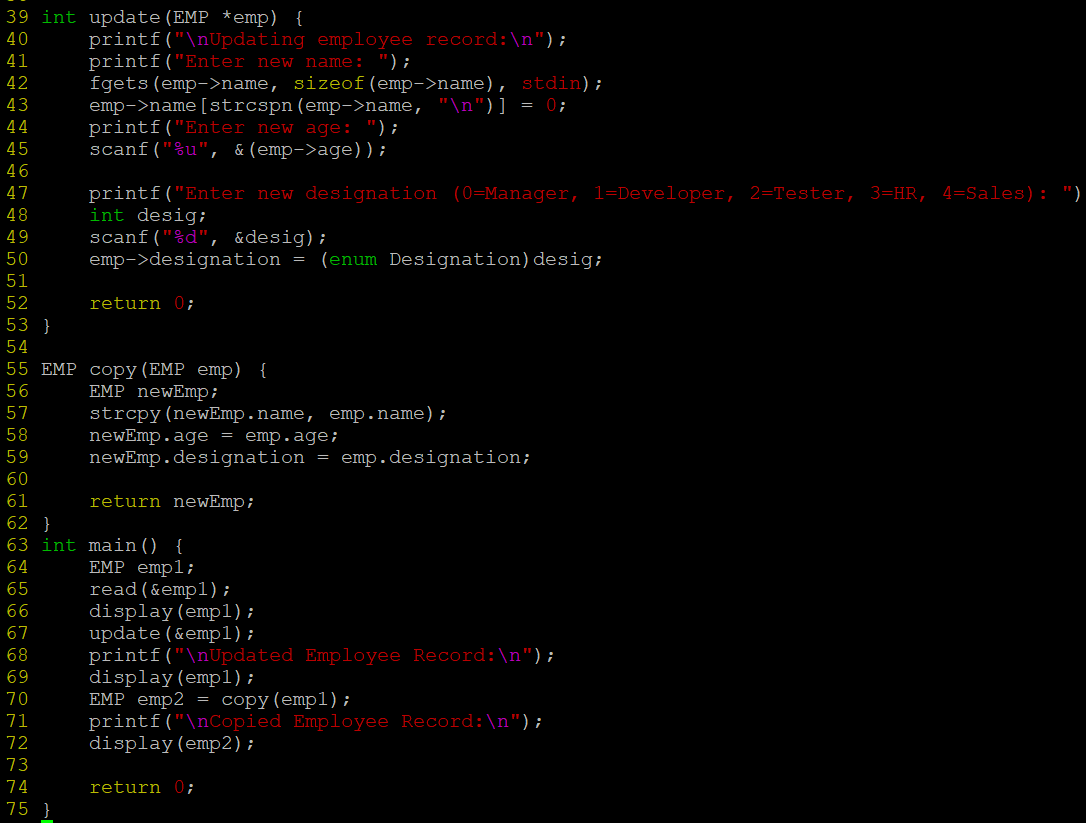 39 int update(EMP *emp) {
40     printf("\nUpdating employee record:\n");
41     printf("Enter new name: ");
42     fgets(emp->name, sizeof(emp->name), stdin);
43     emp->name[strcspn(emp->name, "\n")] = 0;
44     printf("Enter new age: ");
45     scanf("%u", &(emp->age));
46
47     printf("Enter new designation (0=Manager, 1=Developer, 2=Tester, 3=HR, 4=Sales): ")
48     int desig;
49     scanf("%d", &desig);
50     emp->designation = (enum Designation)desig;
51
52     return 0;
53 }
54
55 EMP copy(EMP emp) {
56     EMP newEmp;
57     strcpy(newEmp.name, emp.name);
58     newEmp.age = emp.age;
59     newEmp.designation = emp.designation;
60
61     return newEmp;
62 }
63 int main() {
64     EMP emp1;
65     read(&emp1);
66     display(emp1);
67     update(&emp1);
68     printf("\nUpdated Employee Record:\n");
69     display(emp1);
70     EMP emp2 = copy(emp1);
71     printf("\nCopied Employee Record:\n");
72     display(emp2);
73
74     return 0;
75 }